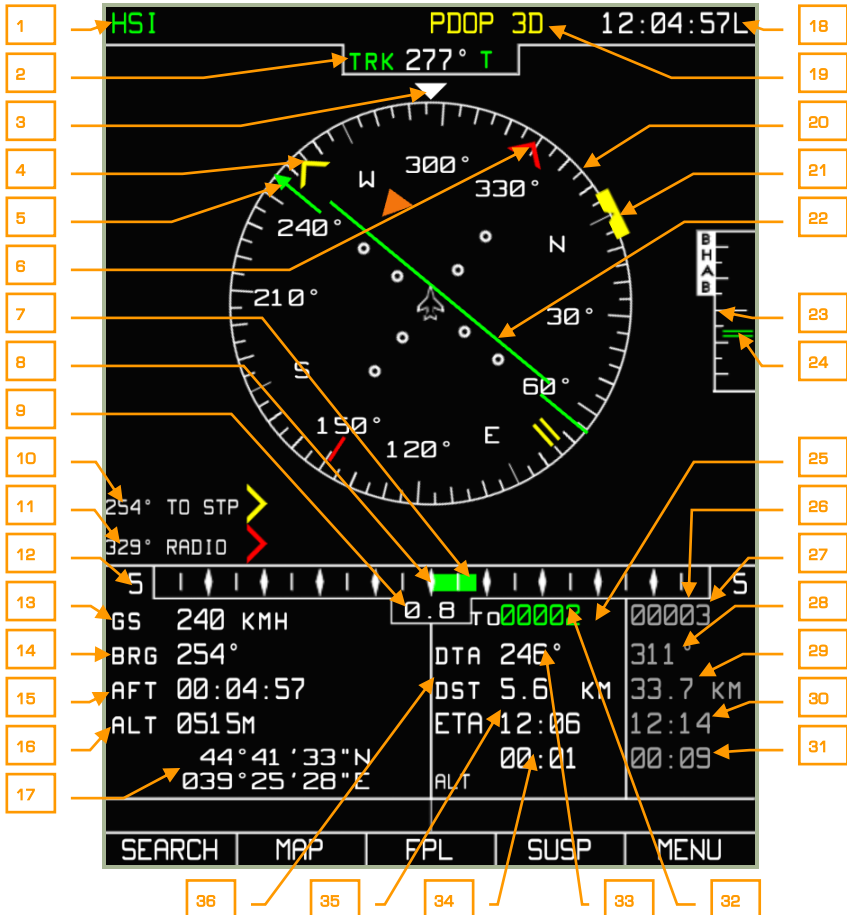 HSI PDOP 3D 12:04:57L
TRK 277° T
300°
330°
W
240°
N
210°
30°
S
60°
150°
120°
E
B
H
A
B
254° TO STP
329° RADIO
5 5
0.8
GS 240 KMH
BRG 254°
AFT 00:04:57
ALT 0515M
44°41'33"N
039°25'28"E
TO 00002 00003
DTA 246° 311°
DST 5.6 KM 33.7 KM
ETA 12:06 12:14
00:01 00:09
ALT
SEARCH MAP FPL SUSP MENU
1
2
3
4
5
6
7
8
9
10
11
12
13
14
15
16
17
18
19
20
21
22
23
24
25
26
27
28
29
30
31
36 35 34 33 32